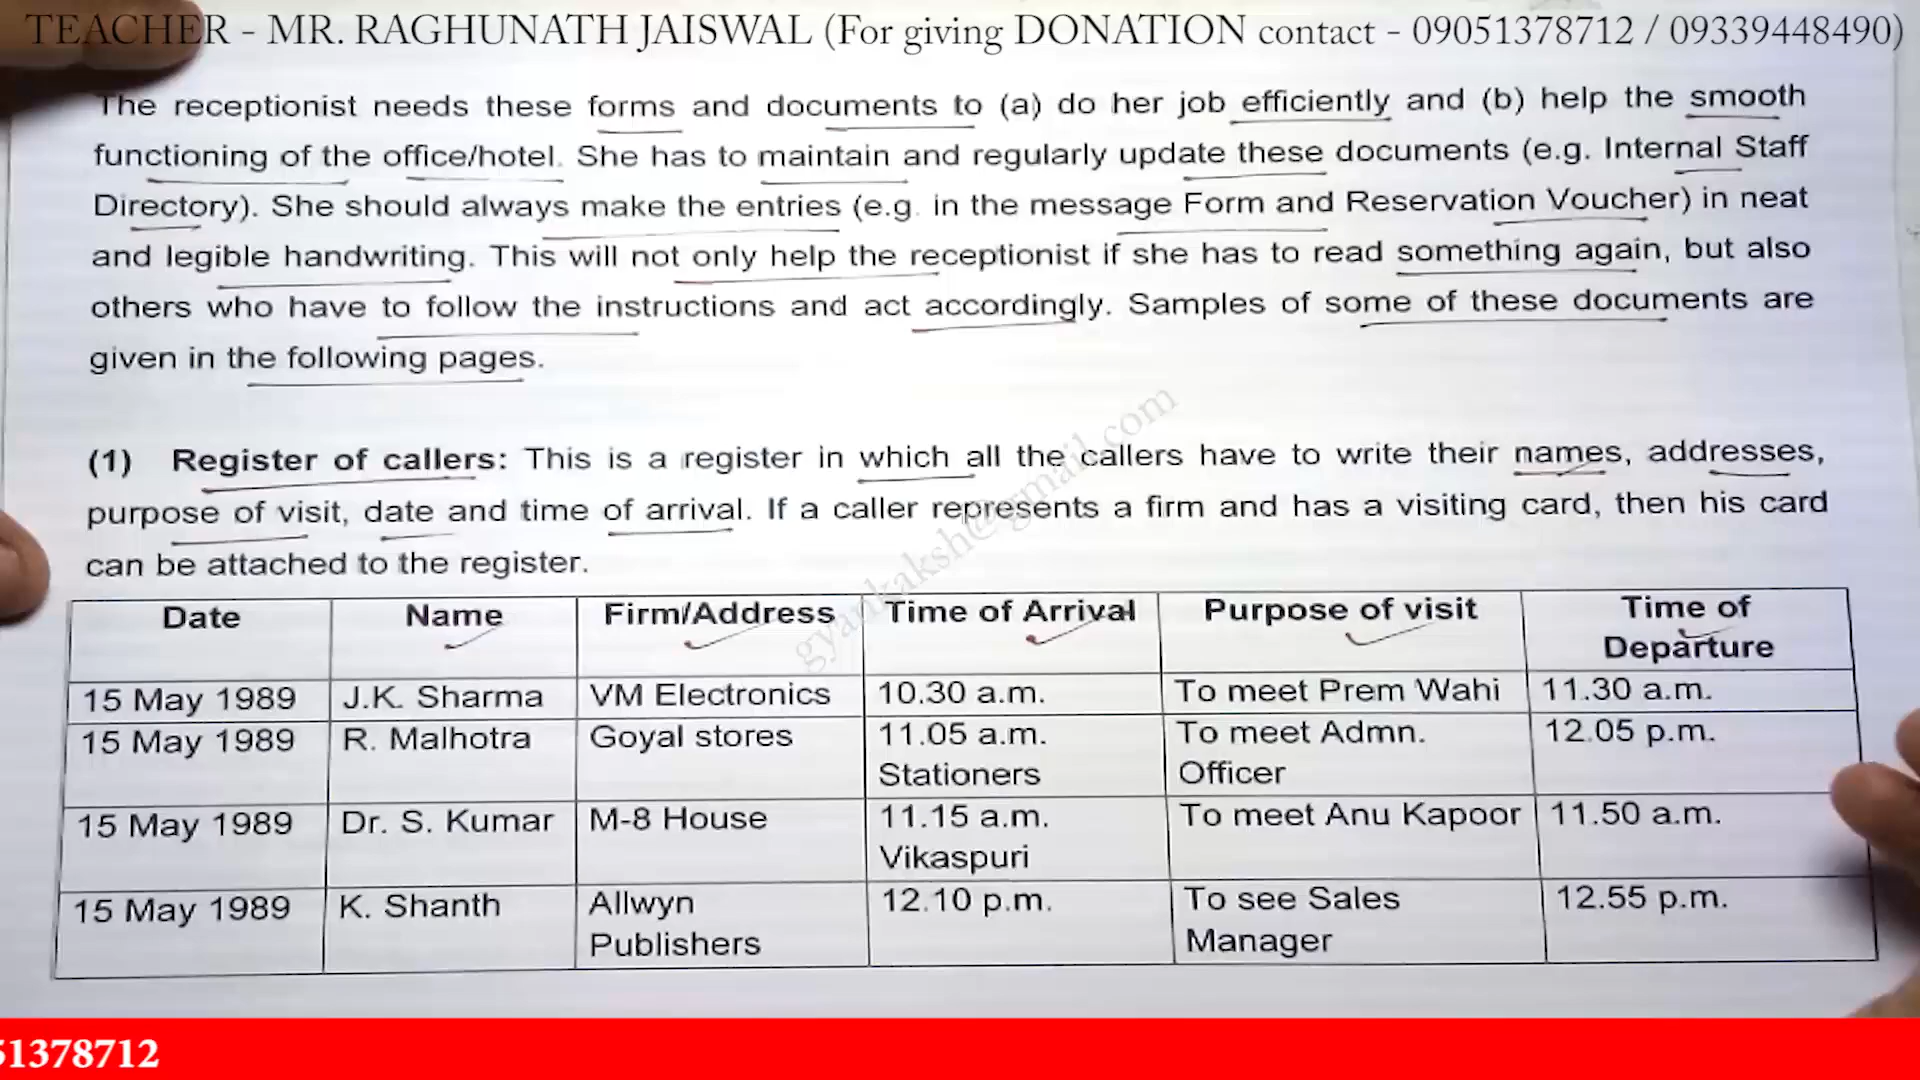 TEACHER - MR. RAGHUNATH JAISWAL (For giving DONATION contact - 09051378712 / 09339448490)
The receptionist needs these forms and documents to (a) do her job efficiently and (b) help the smooth
functioning of the office/hotel. She has to maintain and regularly update these documents (e.g. Internal Staff
Directory). She should always make the entries (e.g. in the message Form and Reservation Voucher) in neat
and legible handwriting. This will not only help the receptionist if she has to read something again, but also
others who have to follow the instructions and act accordingly. Samples of some of these documents are
given in the following pages.
(1) Register of callers: This is a register in which all the callers have to write their names, addresses,
purpose of visit, date and time of arrival. If a caller represents a firm and has a visiting card, then his card
can be attached to the register.
Date Name Firm/Address Time of Arrival Purpose of visit Time of
Departure
15 May 1989 J.K. Sharma VM Electronics 10.30 a.m. To meet Prem Wahi 11.30 a.m.
15 May 1989 R. Malhotra Goyal stores 11.05 a.m. To meet Admn. 12.05 p.m.
Stationers Officer
15 May 1989 Dr. S. Kumar M-8 House 11.15 a.m. To meet Anu Kapoor 11.50 a.m.
Vikaspuri
15 May 1989 K. Shanth Allwyn 12.10 p.m. To see Sales 12.55 p.m.
Publishers Manager
gyankaksh@gmail.com
51378712